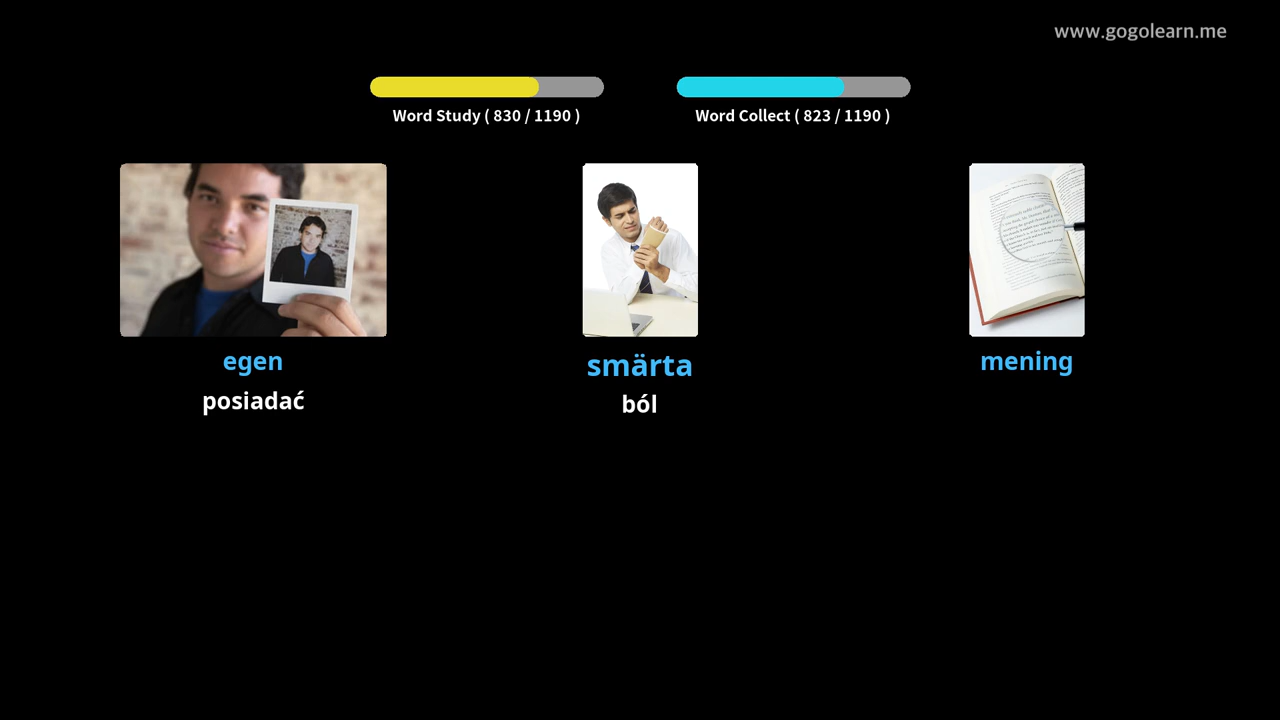 www.gogolearn.me
Word Study ( 830 / 1190 )
Word Collect ( 823 / 1190 )
egen
smärta
mening
posiadać
ból